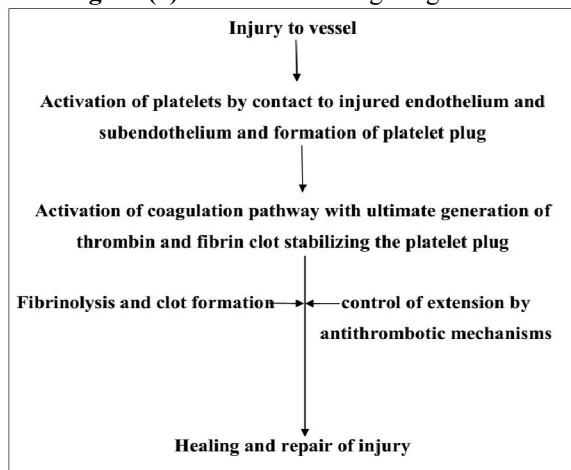 Injury to vessel
Activation of platelets by contact to injured endothelium and
subendothelium and formation of platelet plug
Activation of coagulation pathway with ultimate generation of
thrombin and fibrin clot stabilizing the platelet plug
Fibrinolysis and clot formation
control of extension by
antithrombotic mechanisms
Healing and repair of injury